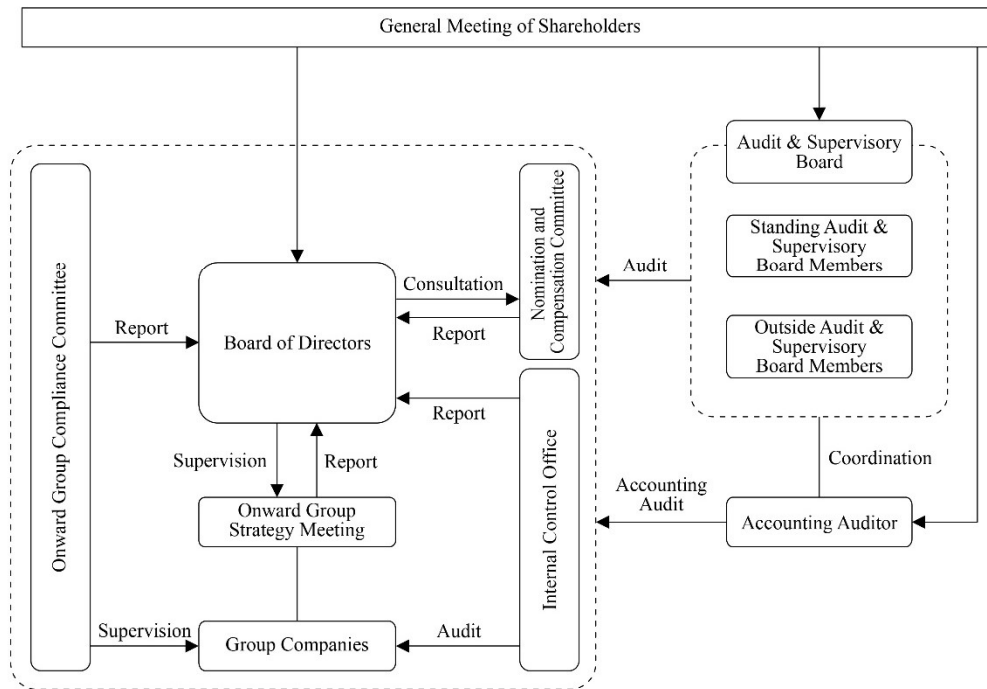 General Meeting of Shareholders
Audit & Supervisory
Board
Standing Audit &
Supervisory
Board Members
Outside Audit &
Supervisory
Board Members
Onward Group Compliance Committee
Nomination and
Compensation Committee
Audit
Consultation
Report
Board of Directors
Report
Report
Internal Control Office
Supervision
Report
Coordination
Accounting
Audit
Accounting Auditor
Onward Group
Strategy Meeting
Supervision
Group Companies
Audit